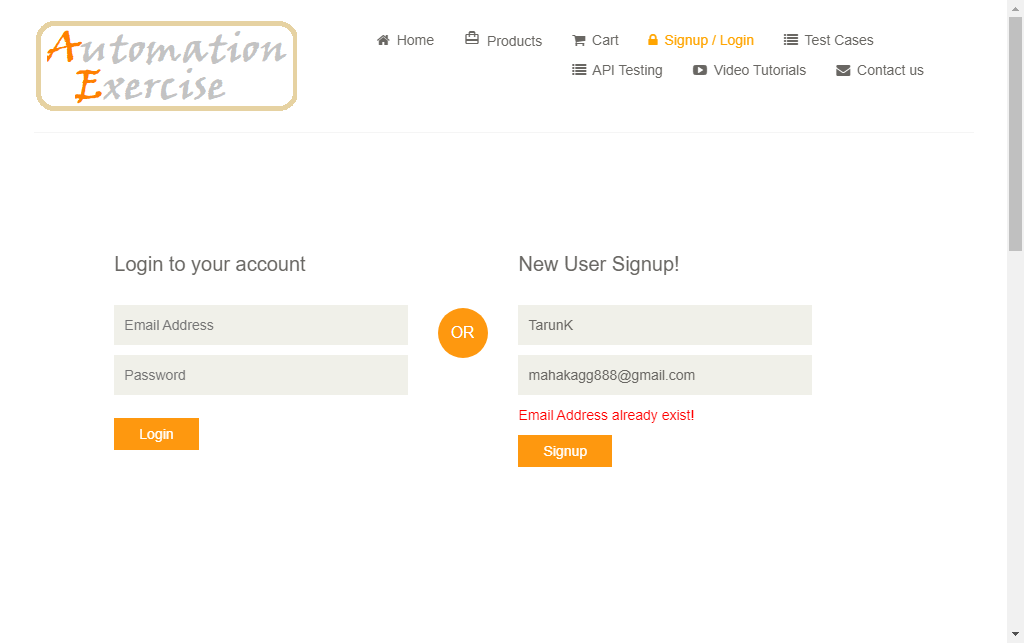 Automation
Exercise
Home
Products
Cart
Signup / Login
Test Cases
API Testing
Video Tutorials
Contact us
Login to your account
Email Address
Password
Login
OR
New User Signup!
TarunK
mahakagg888@gmail.com
Email Address already exist!
Signup